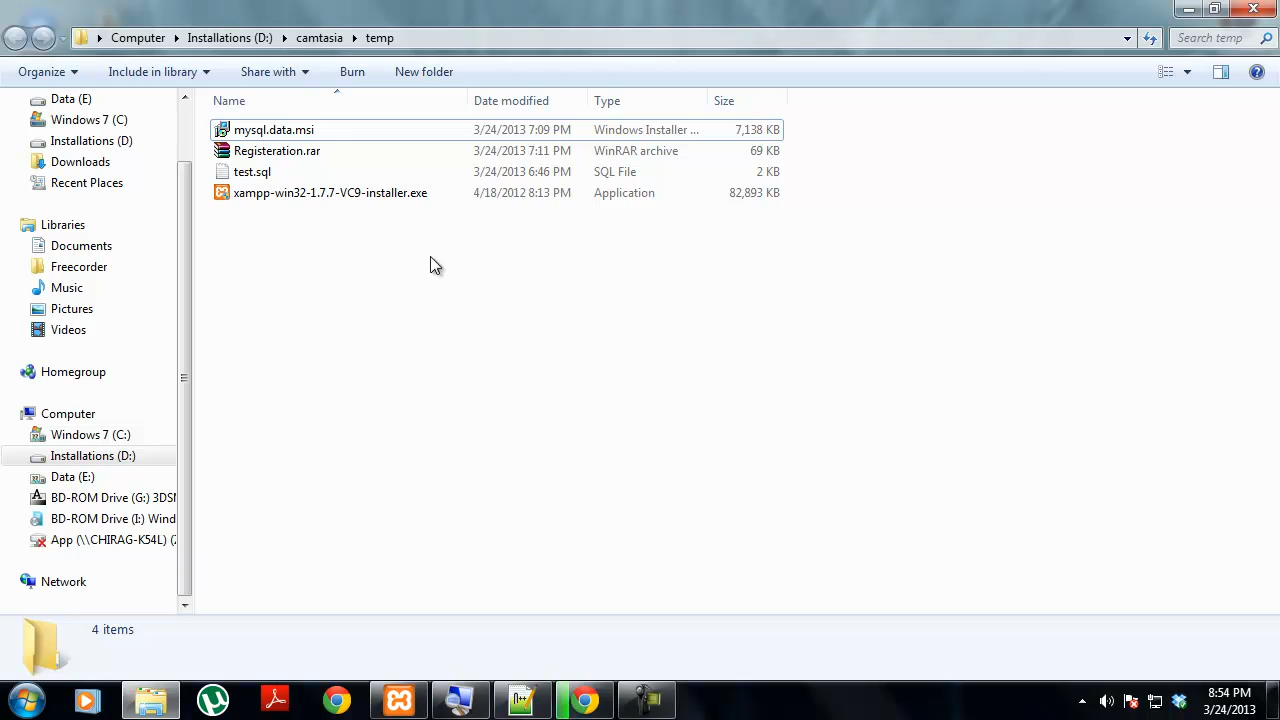 Computer Installations (D:) camtasia temp Search temp
Organize Include in library Share with Burn New folder
Data (E)
Windows 7 (C)
Installations (D)
Downloads
Recent Places
Libraries
Documents
Freecorder
Music
Pictures
Videos
Homegroup
Computer
Windows 7 (C:)
Installations (D:)
Data (E:)
BD-ROM Drive (G:) 3DSM
BD-ROM Drive (I:) Wind
App (\\CHIRAG-K54L) (
Network
Name Date modified Type Size
mysql.data.msi 3/24/2013 7:09 PM Windows Installer ... 7,138 KB
Registeration.rar 3/24/2013 7:11 PM WinRAR archive 69 KB
test.sql 3/24/2013 6:46 PM SQL File 2 KB
xampp-win32-1.7.7-VC9-installer.exe 4/18/2012 8:13 PM Application 82,893 KB
4 items
8:54 PM
3/24/2013